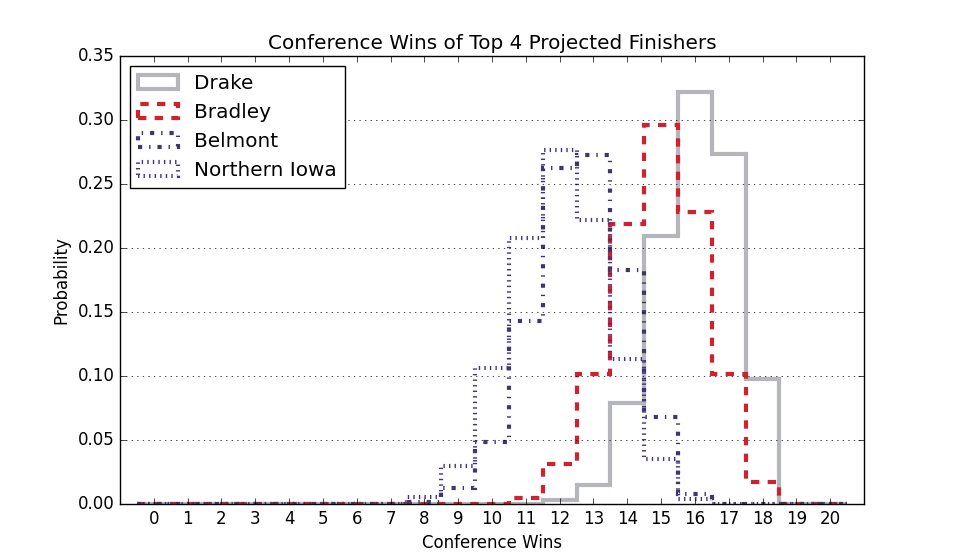 Conference Wins of Top 4 Projected Finishers
0.35
0.30
0.25
0.20
0.15
0.10
0.05
0.00
Probability
Drake
Bradley
Belmont
Northern Iowa
0 1 2 3 4 5 6 7 8 9 10 11 12 13 14 15 16 17 18 19 20
Conference Wins